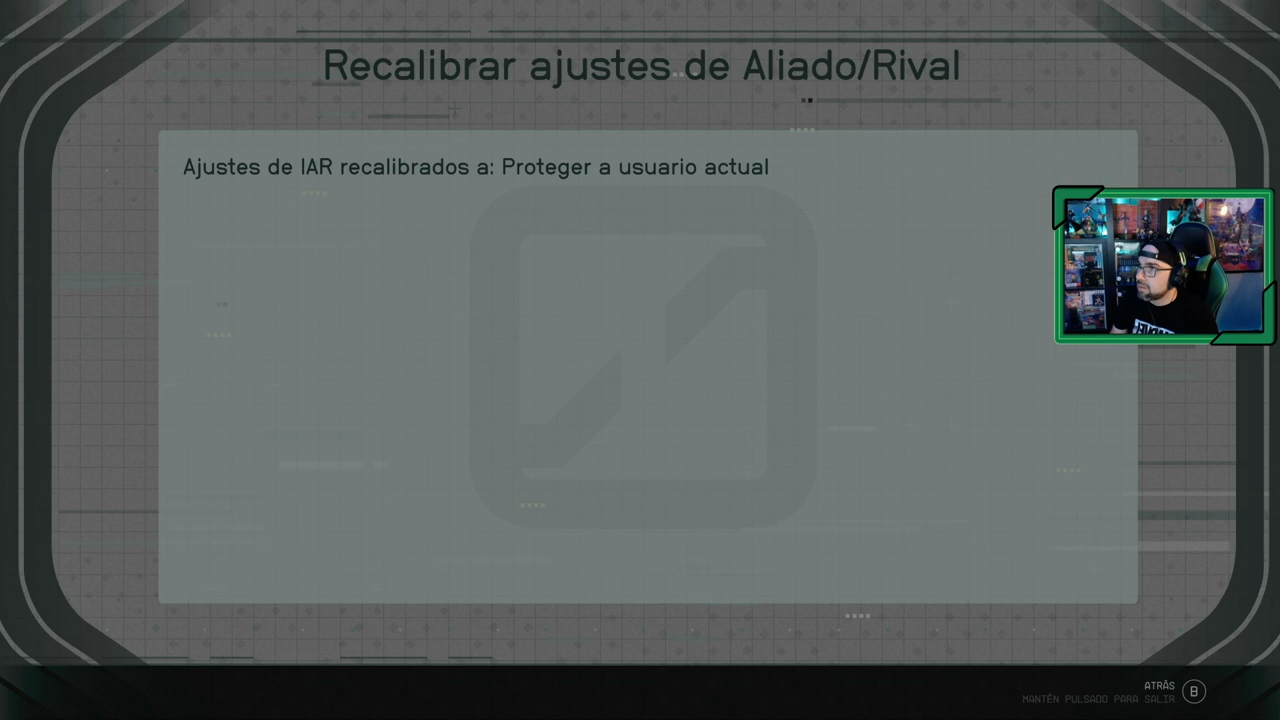 Recalibrar ajustes de Aliado/Rival
Ajustes de IAR recalibrados a: Proteger a usuario actual
ATRÁS
B
MANTÉN PULSADO PARA SALIR